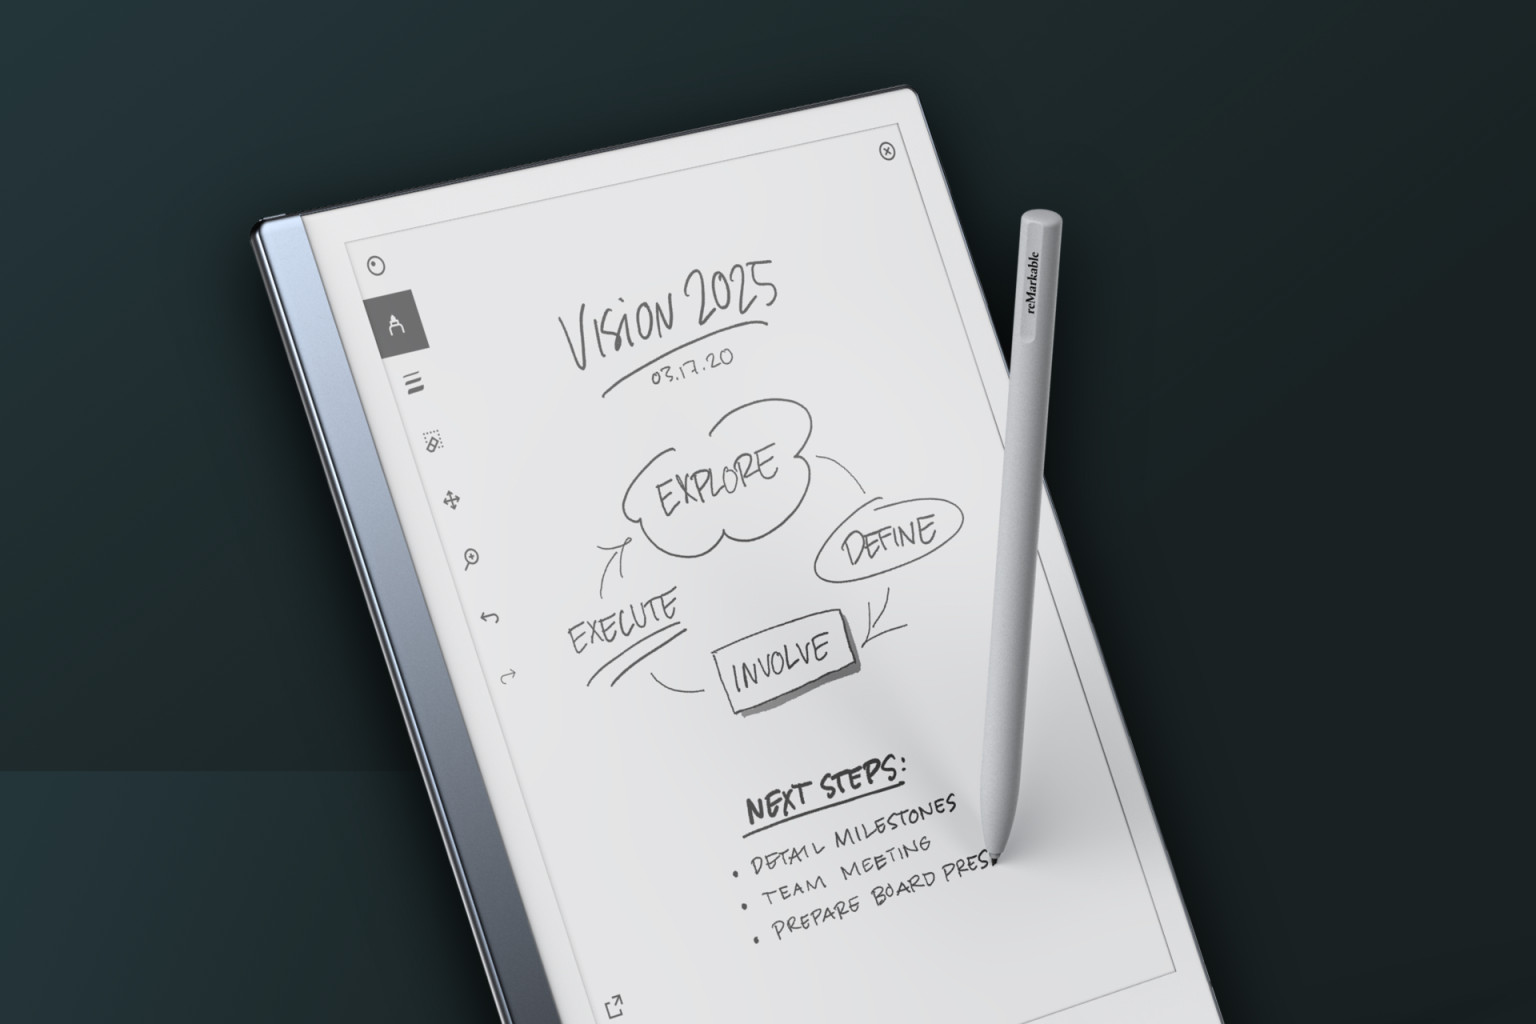 Vision 2025
03.17.20
EXPLORE
DEFINE
EXECUTE
INVOLVE
NEXT STEPS:
• DETAIL MILESTONES
• TEAM MEETING
• PREPARE BOARD PRES
reMarkable